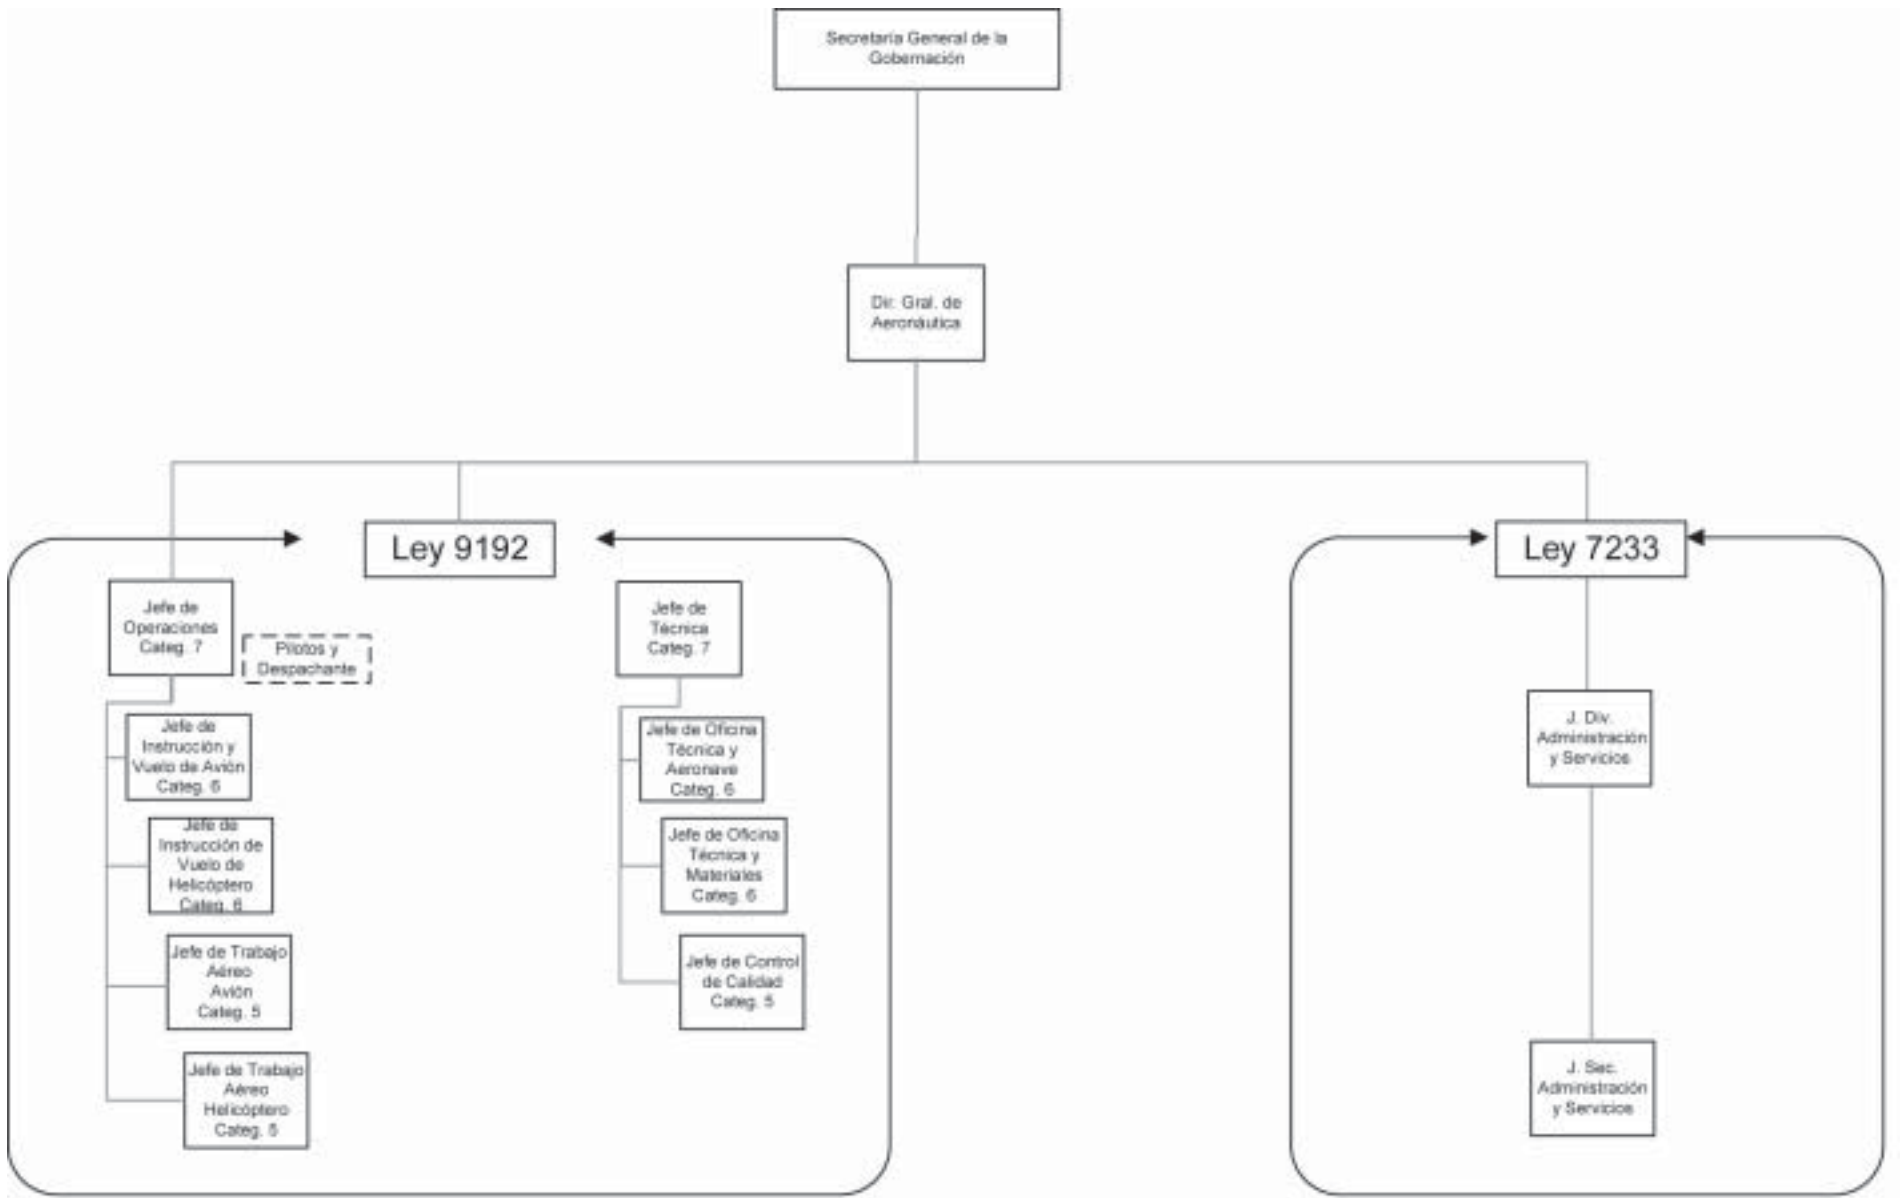 Secretaría General de la
Gobernación
Dir. Gral. de
Aeronáutica
Ley 9192
Ley 7233
Jefe de
Operaciones
Categ. 7
Pilotos y
Despachante
Jefe de
Instrucción y
Vuelo de Avión
Categ. 6
Jefe de
Instrucción de
Vuelo de
Helicóptero
Categ. 6
Jefe de Trabajo
Aéreo
Avión
Categ. 5
Jefe de Trabajo
Aéreo
Helicóptero
Categ. 5
Jefe de
Técnica
Categ. 7
Jefe de Oficina
Técnica y
Aeronave
Categ. 6
Jefe de Oficina
Técnica y
Materiales
Categ. 6
Jefe de Control
de Calidad
Categ. 5
J. Div.
Administración
y Servicios
J. Sec.
Administración
y Servicios